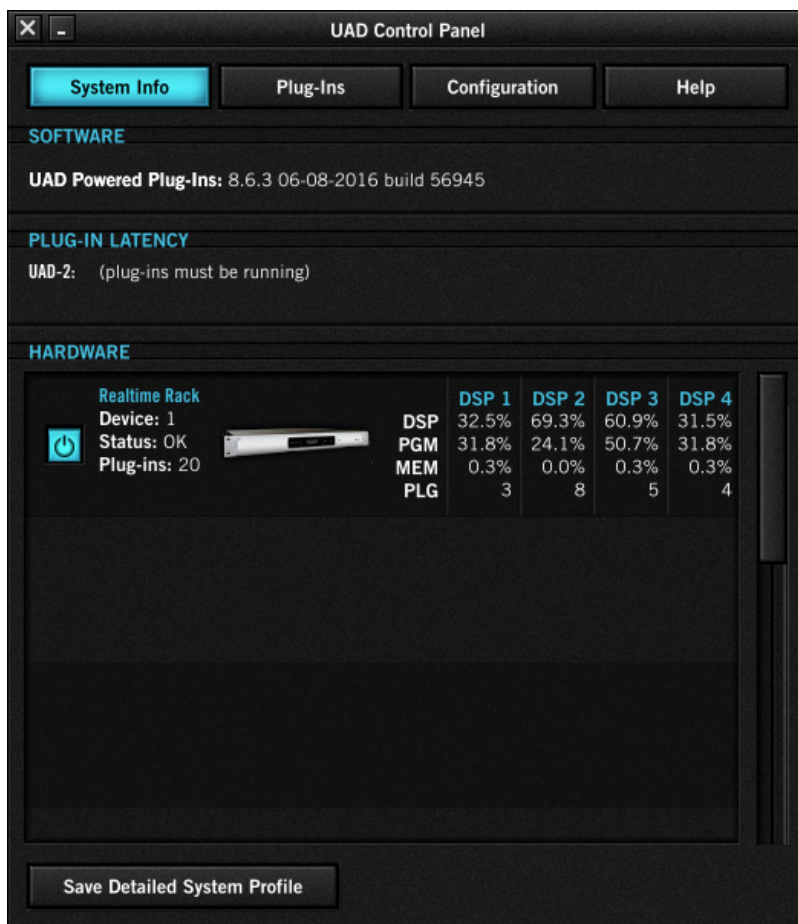 UAD Control Panel
System Info Plug-Ins Configuration Help
SOFTWARE
UAD Powered Plug-Ins: 8.6.3 06-08-2016 build 56945
PLUG-IN LATENCY
UAD-2: (plug-ins must be running)
HARDWARE
Realtime Rack
Device: 1
Status: OK
Plug-ins: 20
DSP 1 DSP 2 DSP 3 DSP 4
DSP 32.5% 69.3% 60.9% 31.5%
PGM 31.8% 24.1% 50.7% 31.8%
MEM 0.3% 0.0% 0.3% 0.3%
PLG 3 8 5 4
Save Detailed System Profile